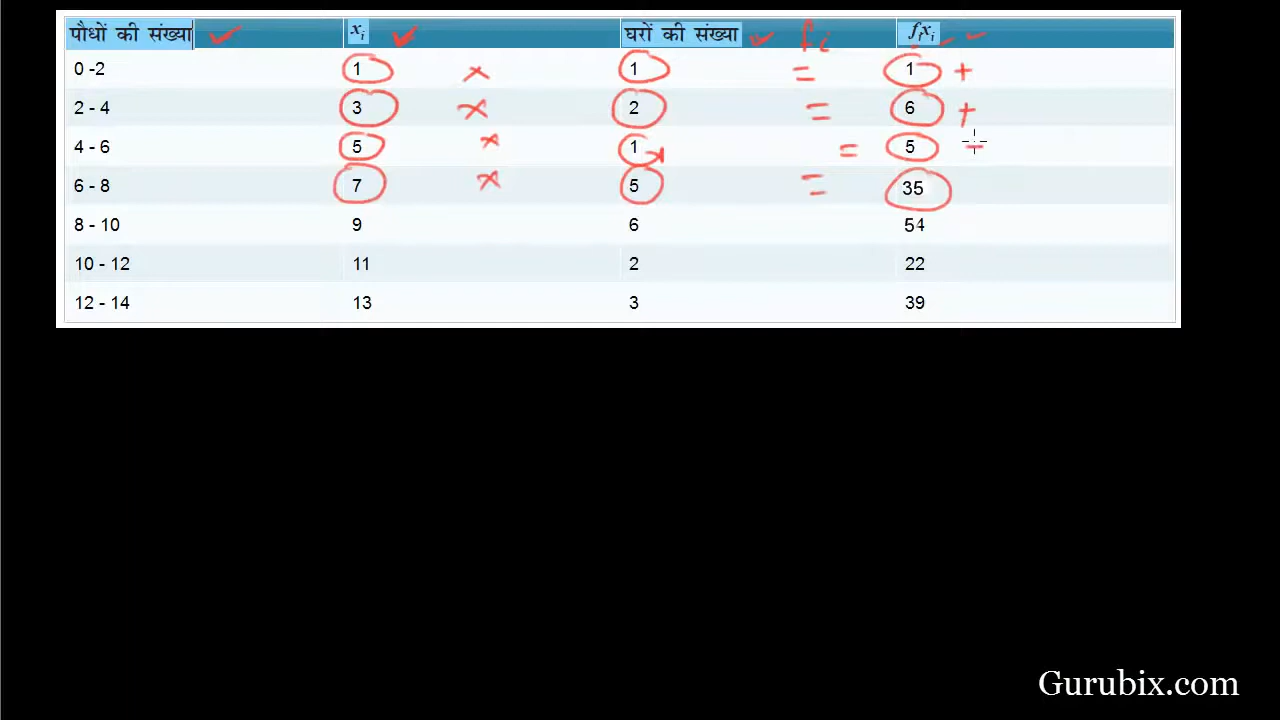 पौधों की संख्या ✓ xᵢ ✓ घरों की संख्या ✓ fᵢ fᵢxᵢ ✓
0 -2 1 × 1 = 1 +
2 - 4 3 × 2 = 6 +
4 - 6 5 × 1 = 5
6 - 8 7 × 5 = 35
8 - 10 9 6 54
10 - 12 11 2 22
12 - 14 13 3 39
Gurubix.com